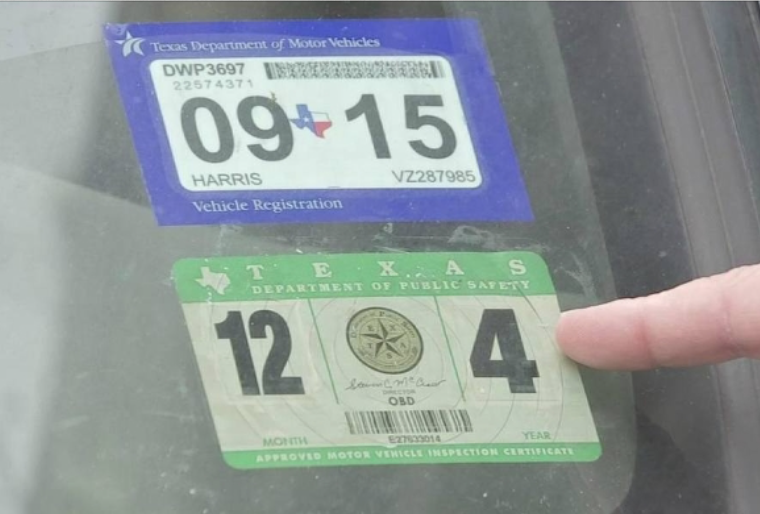 Texas Department of Motor Vehicles
DWP3697
22574371
09 15
HARRIS VZ287985
Vehicle Registration
TEXAS
DEPARTMENT OF PUBLIC SAFETY
12 4
DIRECTOR
OBD
E27633014
MONTH YEAR
APPROVED MOTOR VEHICLE INSPECTION CERTIFICATE